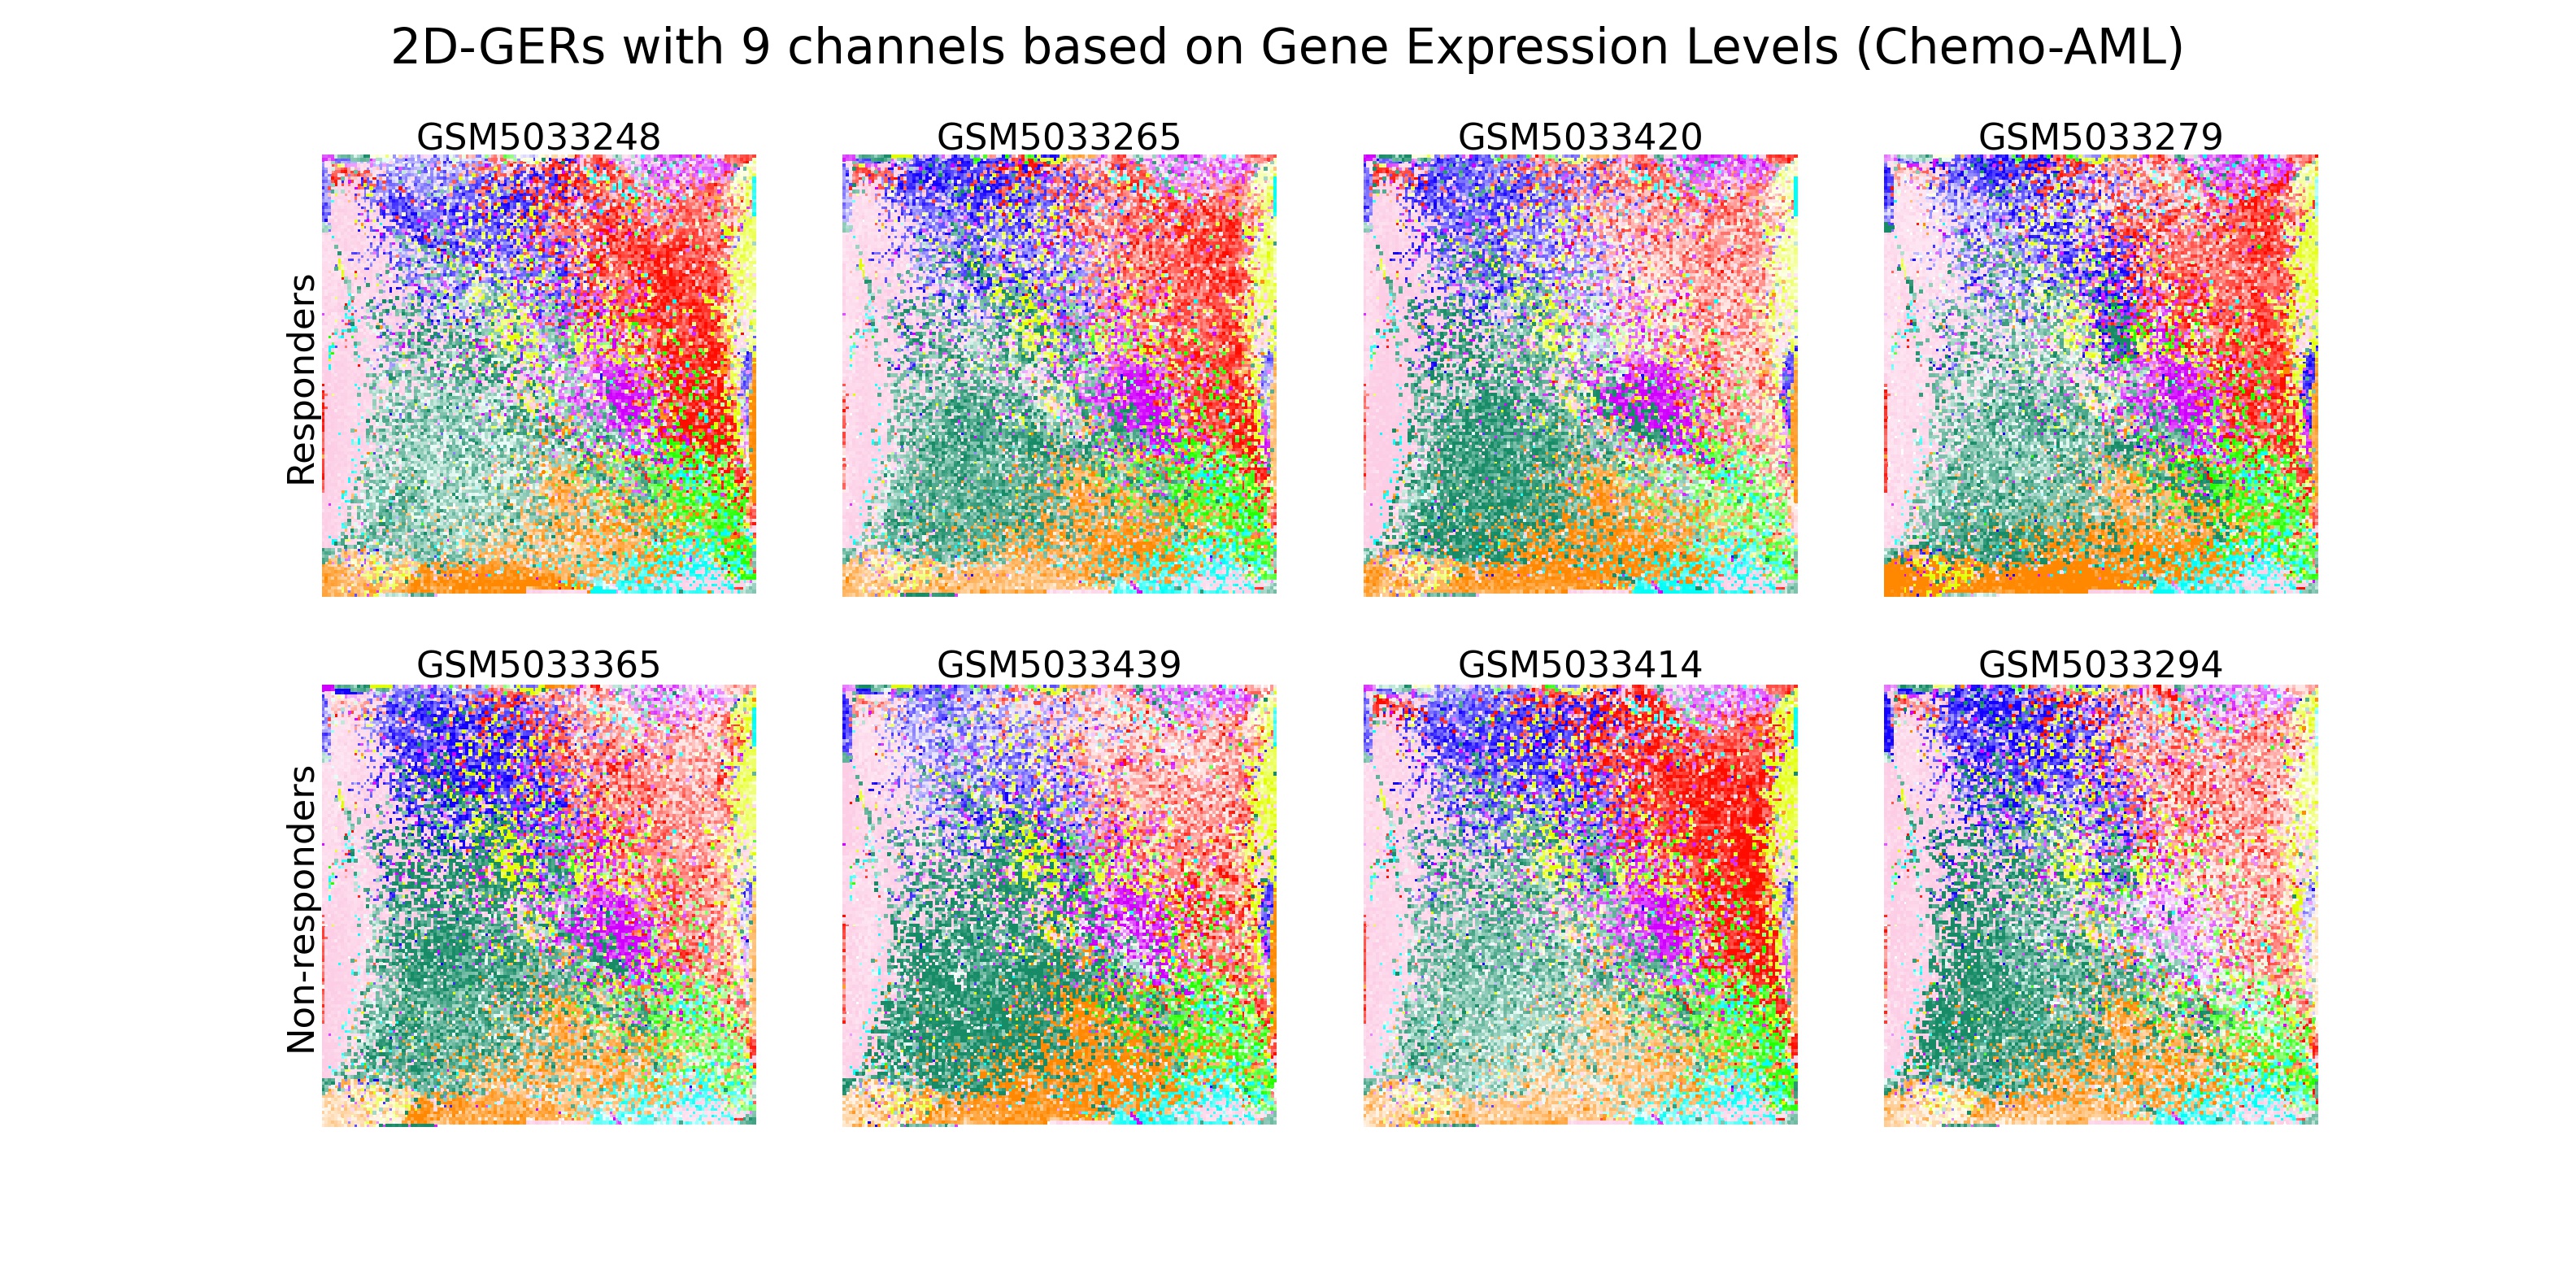 2D-GERs with 9 channels based on Gene Expression Levels (Chemo-AML)
GSM5033248
GSM5033265
GSM5033420
GSM5033279
Responders
GSM5033365
GSM5033439
GSM5033414
GSM5033294
Non-responders